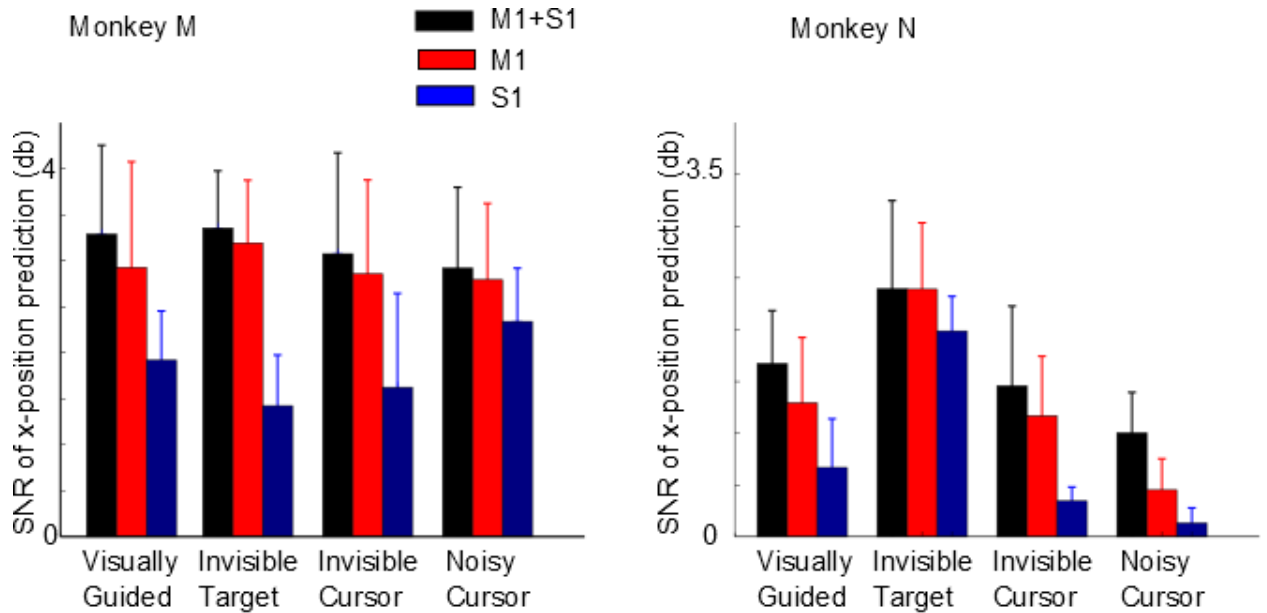 Monkey M
M1+S1
M1
S1
Monkey N
SNR of x-position prediction (db)
4
0
Visually Guided
Invisible Target
Invisible Cursor
Noisy Cursor
SNR of x-position prediction (db)
3.5
0
Visually Guided
Invisible Target
Invisible Cursor
Noisy Cursor